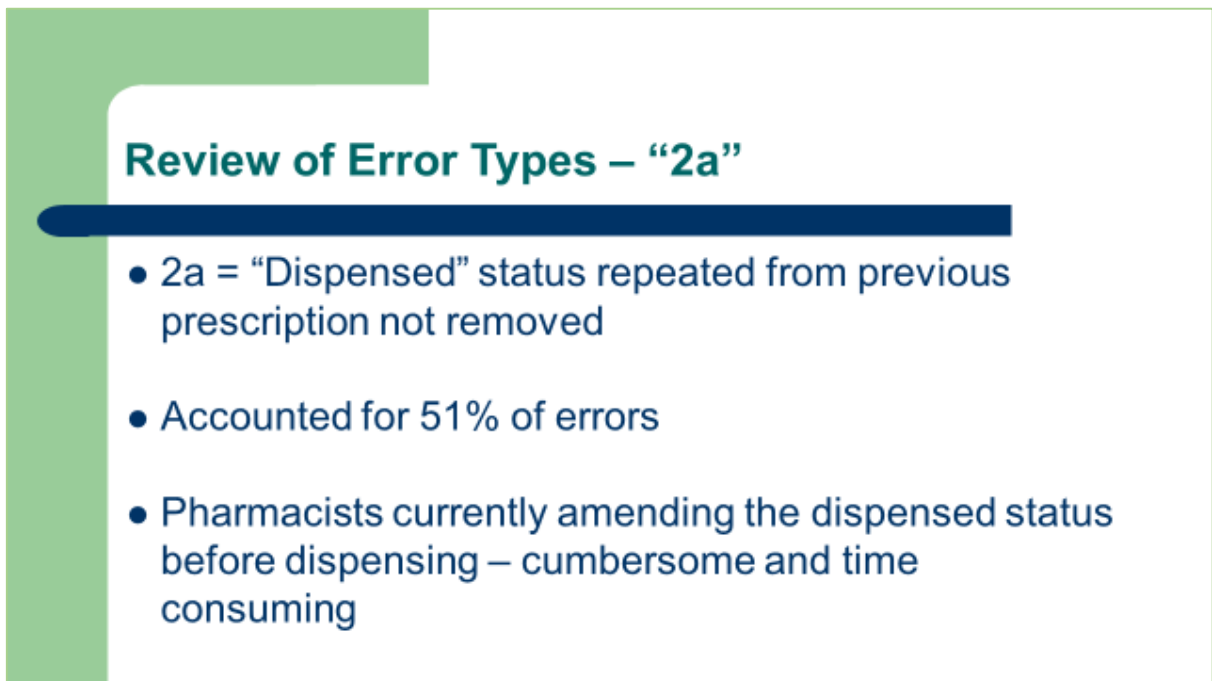 Review of Error Types – “2a”
● 2a = “Dispensed” status repeated from previous
prescription not removed
● Accounted for 51% of errors
● Pharmacists currently amending the dispensed status
before dispensing – cumbersome and time
consuming